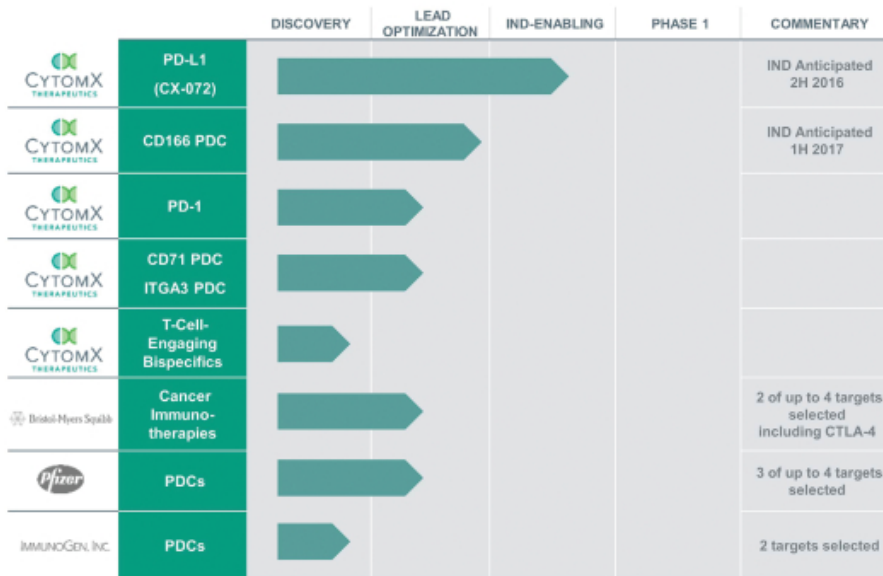 DISCOVERY
LEAD
OPTIMIZATION
IND-ENABLING
PHASE 1
COMMENTARY
CYTOMX
THERAPEUTICS
PD-L1
(CX-072)
IND Anticipated
2H 2016
CYTOMX
THERAPEUTICS
CD166 PDC
IND Anticipated
1H 2017
CYTOMX
THERAPEUTICS
PD-1
CYTOMX
THERAPEUTICS
CD71 PDC
ITGA3 PDC
CYTOMX
THERAPEUTICS
T-Cell-
Engaging
Bispecifics
Bristol-Myers Squibb
Cancer
Immuno-
therapies
2 of up to 4 targets
selected
including CTLA-4
Pfizer
PDCs
3 of up to 4 targets
selected
IMMUNOGEN, INC.
PDCs
2 targets selected